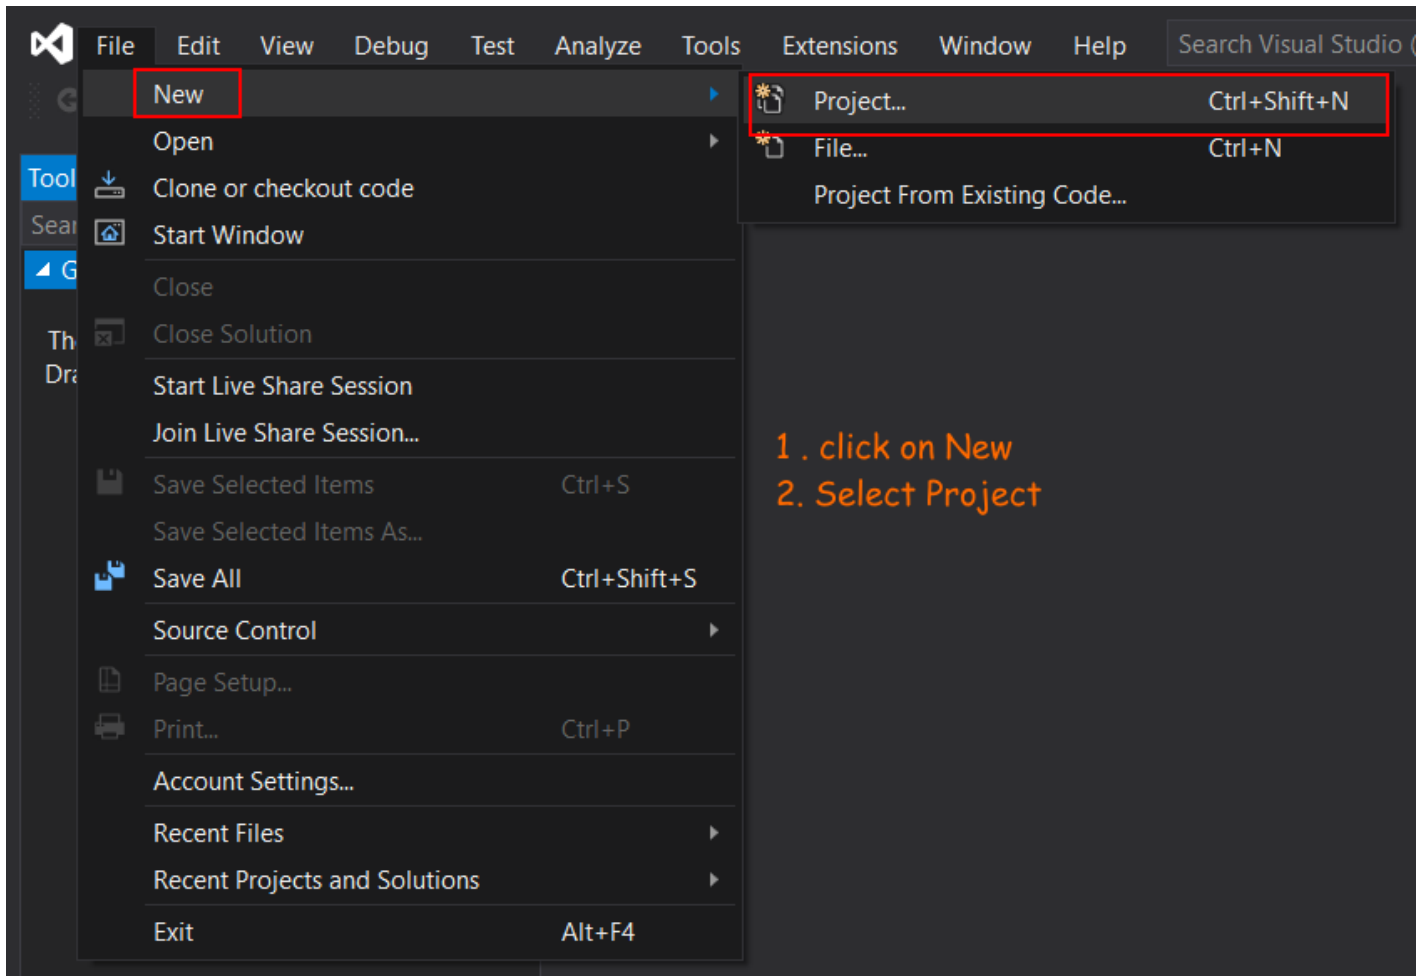 File Edit View Debug Test Analyze Tools Extensions Window Help Search Visual Studio (
New
Project... Ctrl+Shift+N
Open
File... Ctrl+N
Tool
Clone or checkout code
Project From Existing Code...
Sear
Start Window
G
Close
Close Solution
Th
Dra
Start Live Share Session
Join Live Share Session...
1 . click on New
2. Select Project
Save Selected Items Ctrl+S
Save Selected Items As...
Save All Ctrl+Shift+S
Source Control
Page Setup...
Print... Ctrl+P
Account Settings...
Recent Files
Recent Projects and Solutions
Exit Alt+F4